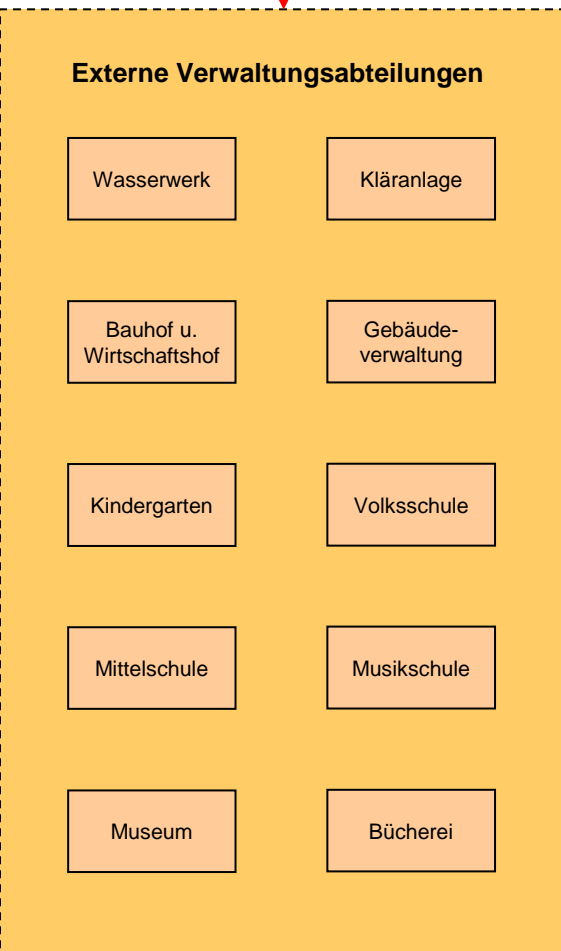 Externe Verwaltungsabteilungen
Wasserwerk
Kläranlage
Bauhof u.
Wirtschaftshof
Gebäude-
verwaltung
Kindergarten
Volksschule
Mittelschule
Musikschule
Museum
Bücherei